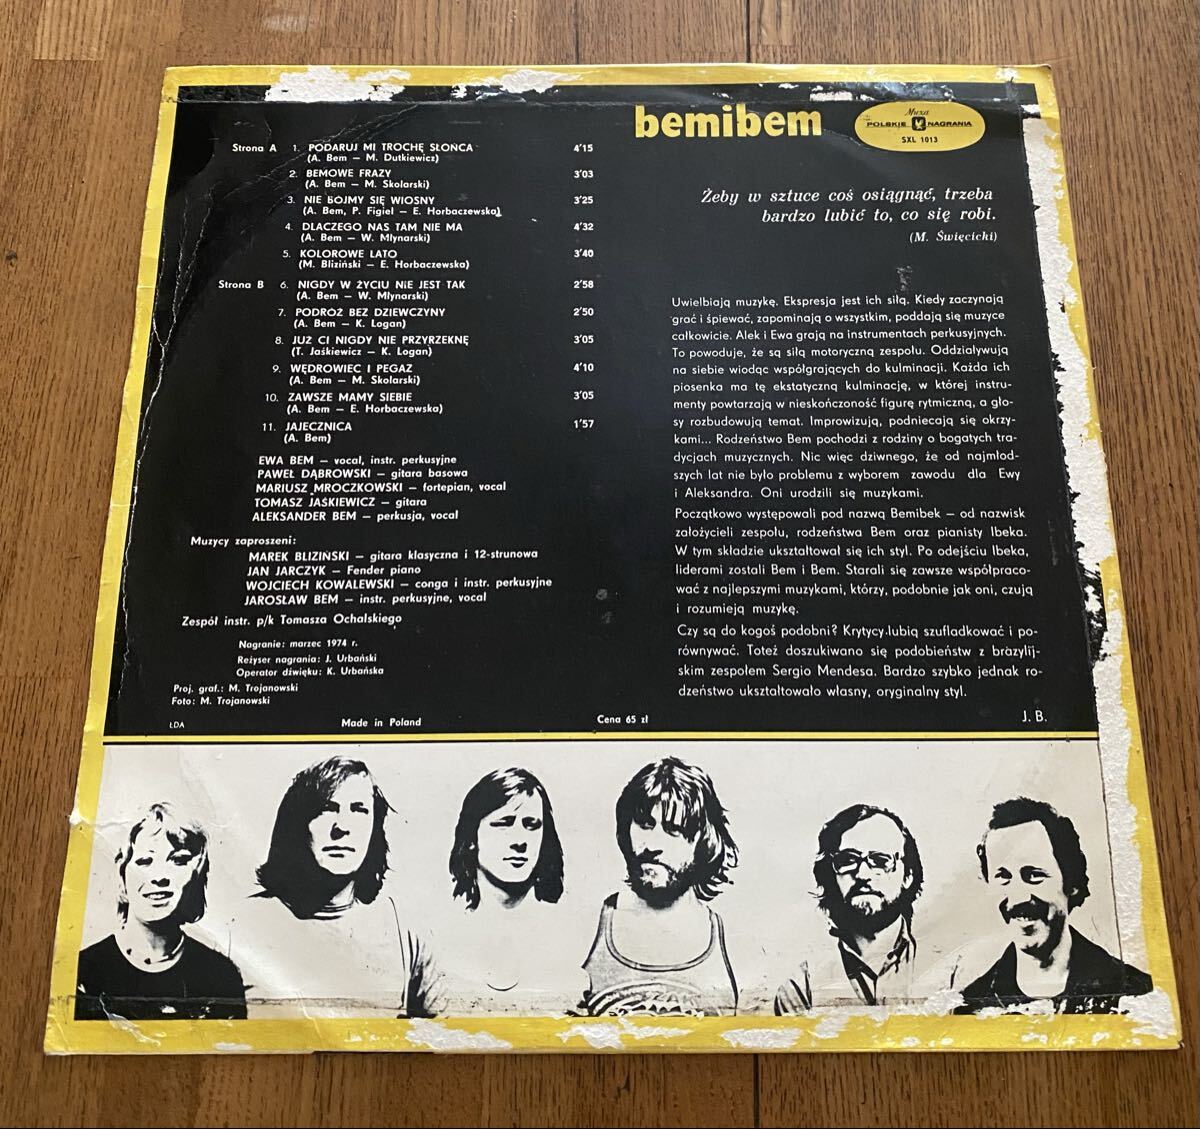 bemibem
Muza
POLSKIE NAGRANIA
SXL 1013
Strona A 1. PODARUJ MI TROCHĘ SŁOŃCA 4'15
(A. Bem — M. Dutkiewicz)
2. BEMOWE FRAZY 3'03
(A. Bem — M. Skolarski)
3. NIE BÓJMY SIĘ WIOSNY 3'25
(A. Bem, P. Figiel — E. Horbaczewska)
4. DLACZEGO NAS TAM NIE MA 4'32
(A. Bem — W. Młynarski)
5. KOLOROWE LATO 3'40
(M. Bliziński — E. Horbaczewska)
Strona B 6. NIGDY W ŻYCIU NIE JEST TAK 2'58
(A. Bem — W. Młynarski)
7. PODRÓŻ BEZ DZIEWCZYNY 2'50
(A. Bem — K. Logan)
8. JUŻ CI NIGDY NIE PRZYRZEKNĘ 3'05
(T. Jaśkiewicz — K. Logan)
9. WĘDROWIEC I PEGAZ 4'10
(A. Bem — M. Skolarski)
10. ZAWSZE MAMY SIEBIE 3'05
(A. Bem — E. Horbaczewska)
11. JAJECZNICA 1'57
(A. Bem)
EWA BEM — vocal, instr. perkusyjne
PAWEŁ DĄBROWSKI — gitara basowa
MARIUSZ MROCZKOWSKI — fortepian, vocal
TOMASZ JAŚKIEWICZ — gitara
ALEKSANDER BEM — perkusja, vocal
Muzycy zaproszeni:
MAREK BLIZIŃSKI — gitara klasyczna i 12-strunowa
JAN JARCZYK — Fender piano
WOJCIECH KOWALEWSKI — conga i instr. perkusyjne
JAROSŁAW BEM — instr. perkusyjne, vocal
Zespół instr. p/k Tomasza Ochalskiego
Nagranie: marzec 1974 r.
Reżyser nagrania: J. Urbański
Operator dźwięku: K. Urbańska
Proj. graf.: M. Trojanowski
Foto: M. Trojanowski
ŁDA Made in Poland Cena 65 zł
Żeby w sztuce coś osiągnąć, trzeba
bardzo lubić to, co się robi.
(M. Święcicki)
Uwielbiają muzykę. Ekspresja jest ich siłą. Kiedy zaczynają
grać i śpiewać, zapominają o wszystkim, poddają się muzyce
całkowicie. Alek i Ewa grają na instrumentach perkusyjnych.
To powoduje, że są siłą motoryczną zespołu. Oddziaływują
na siebie wiodąc współgrających do kulminacji. Każda ich
piosenka ma tę ekstatyczną kulminację, w której instru-
menty powtarzają w nieskończoność figurę rytmiczną, a gło-
sy rozbudowują temat. Improwizują, podniecają się okrzy-
kami... Rodzeństwo Bem pochodzi z rodziny o bogatych tra-
dycjach muzycznych. Nic więc dziwnego, że od najmłod-
szych lat nie było problemu z wyborem zawodu dla Ewy
i Aleksandra. Oni urodzili się muzykami.
Początkowo występowali pod nazwą Bemibek — od nazwisk
założycieli zespołu, rodzeństwa Bem oraz pianisty Ibeka.
W tym składzie ukształtował się ich styl. Po odejściu Ibeka,
liderami zostali Bem i Bem. Starali się zawsze współpraco-
wać z najlepszymi muzykami, którzy, podobnie jak oni, czują
i rozumieją muzykę.
Czy są do kogoś podobni? Krytycy lubią szufladkować i po-
równywać. Toteż doszukiwano się podobieństw z brazylij-
skim zespołem Sergio Mendesa. Bardzo szybko jednak ro-
dzeństwo ukształtowało własny, oryginalny styl.
J. B.